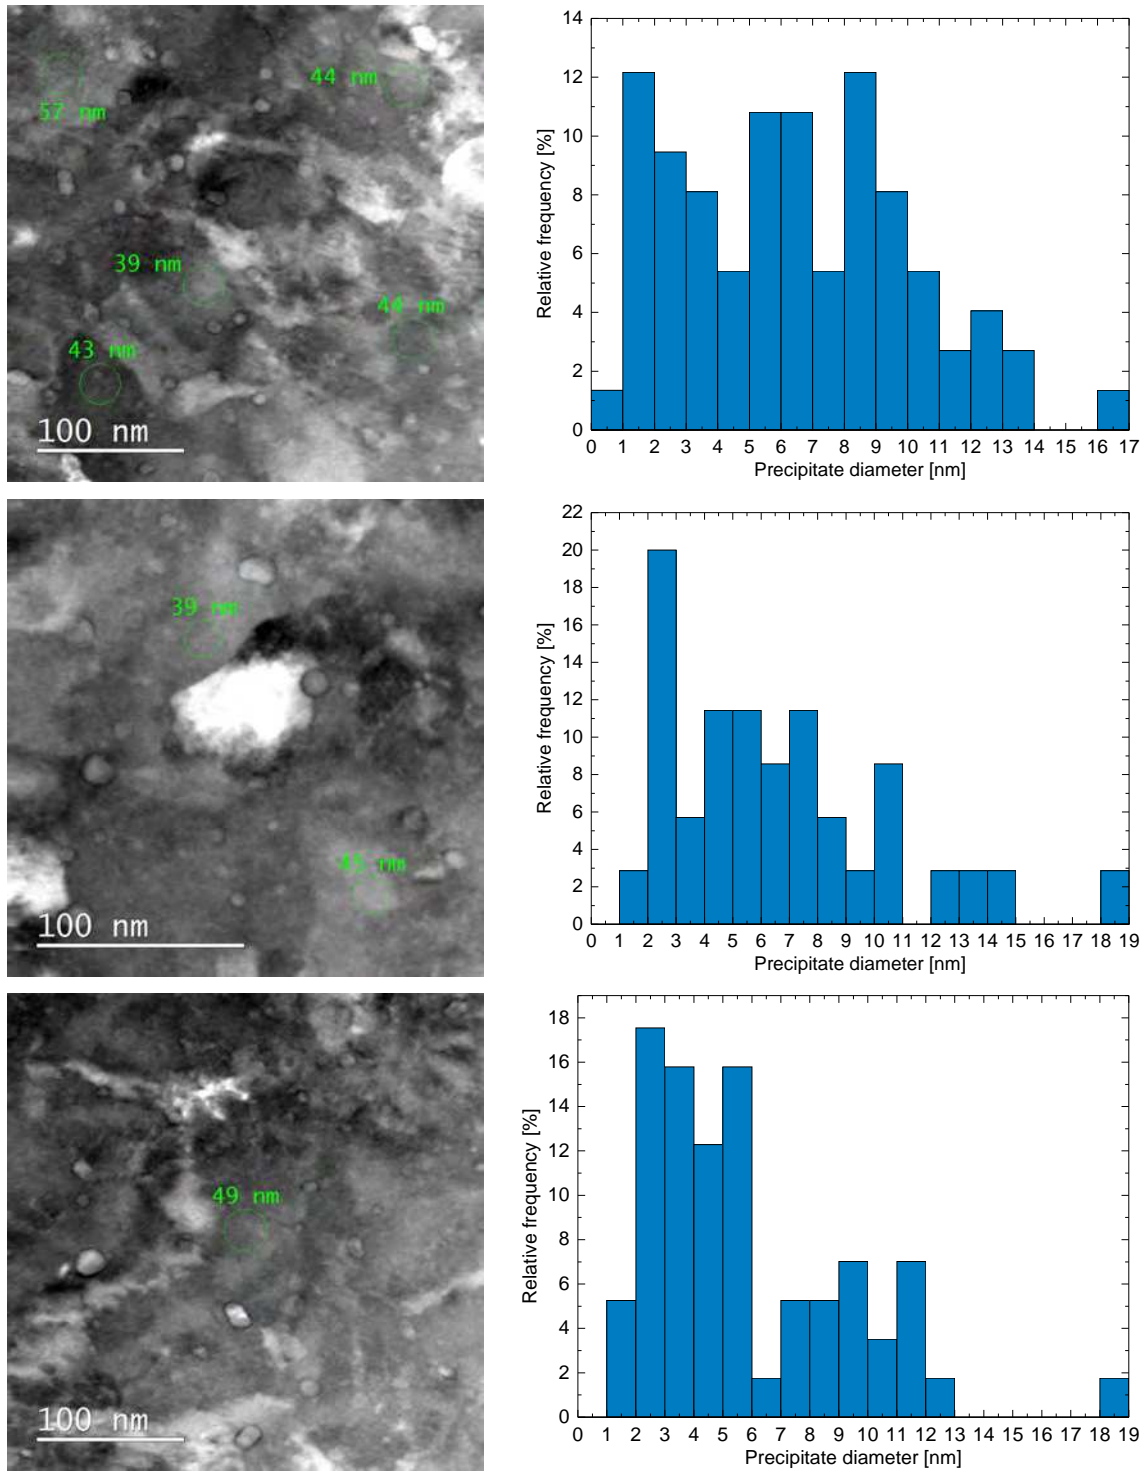 44 nm
57 nm
39 nm
44 nm
43 nm
100 nm
14
12
10
8
6
4
2
0
Relative frequency [%]
0 1 2 3 4 5 6 7 8 9 10 11 12 13 14 15 16 17
Precipitate diameter [nm]
39 nm
45 nm
100 nm
22
20
18
16
14
12
10
8
6
4
2
0
Relative frequency [%]
0 1 2 3 4 5 6 7 8 9 10 11 12 13 14 15 16 17 18 19
Precipitate diameter [nm]
49 nm
100 nm
18
16
14
12
10
8
6
4
2
0
Relative frequency [%]
0 1 2 3 4 5 6 7 8 9 10 11 12 13 14 15 16 17 18 19
Precipitate diameter [nm]